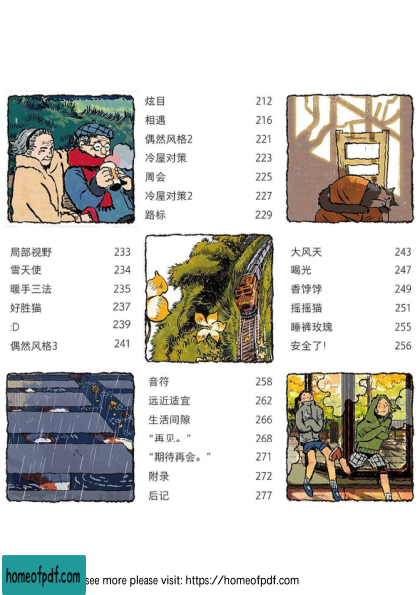 炫目 212
相遇 216
偶然风格2 221
冷屋对策 223
周会 225
冷屋对策2 227
路标 229
局部视野 233
雪天使 234
暖手三法 235
好胜猫 237
:D 239
偶然风格3 241
大风天 243
喝光 247
香饽饽 249
摇摇猫 251
睡裤玫瑰 255
安全了! 256
音符 258
远近适宜 262
生活间隙 266
“再见。” 268
“期待再会。” 271
附录 272
后记 277
homeofpdf.com see more please visit: https://homeofpdf.com